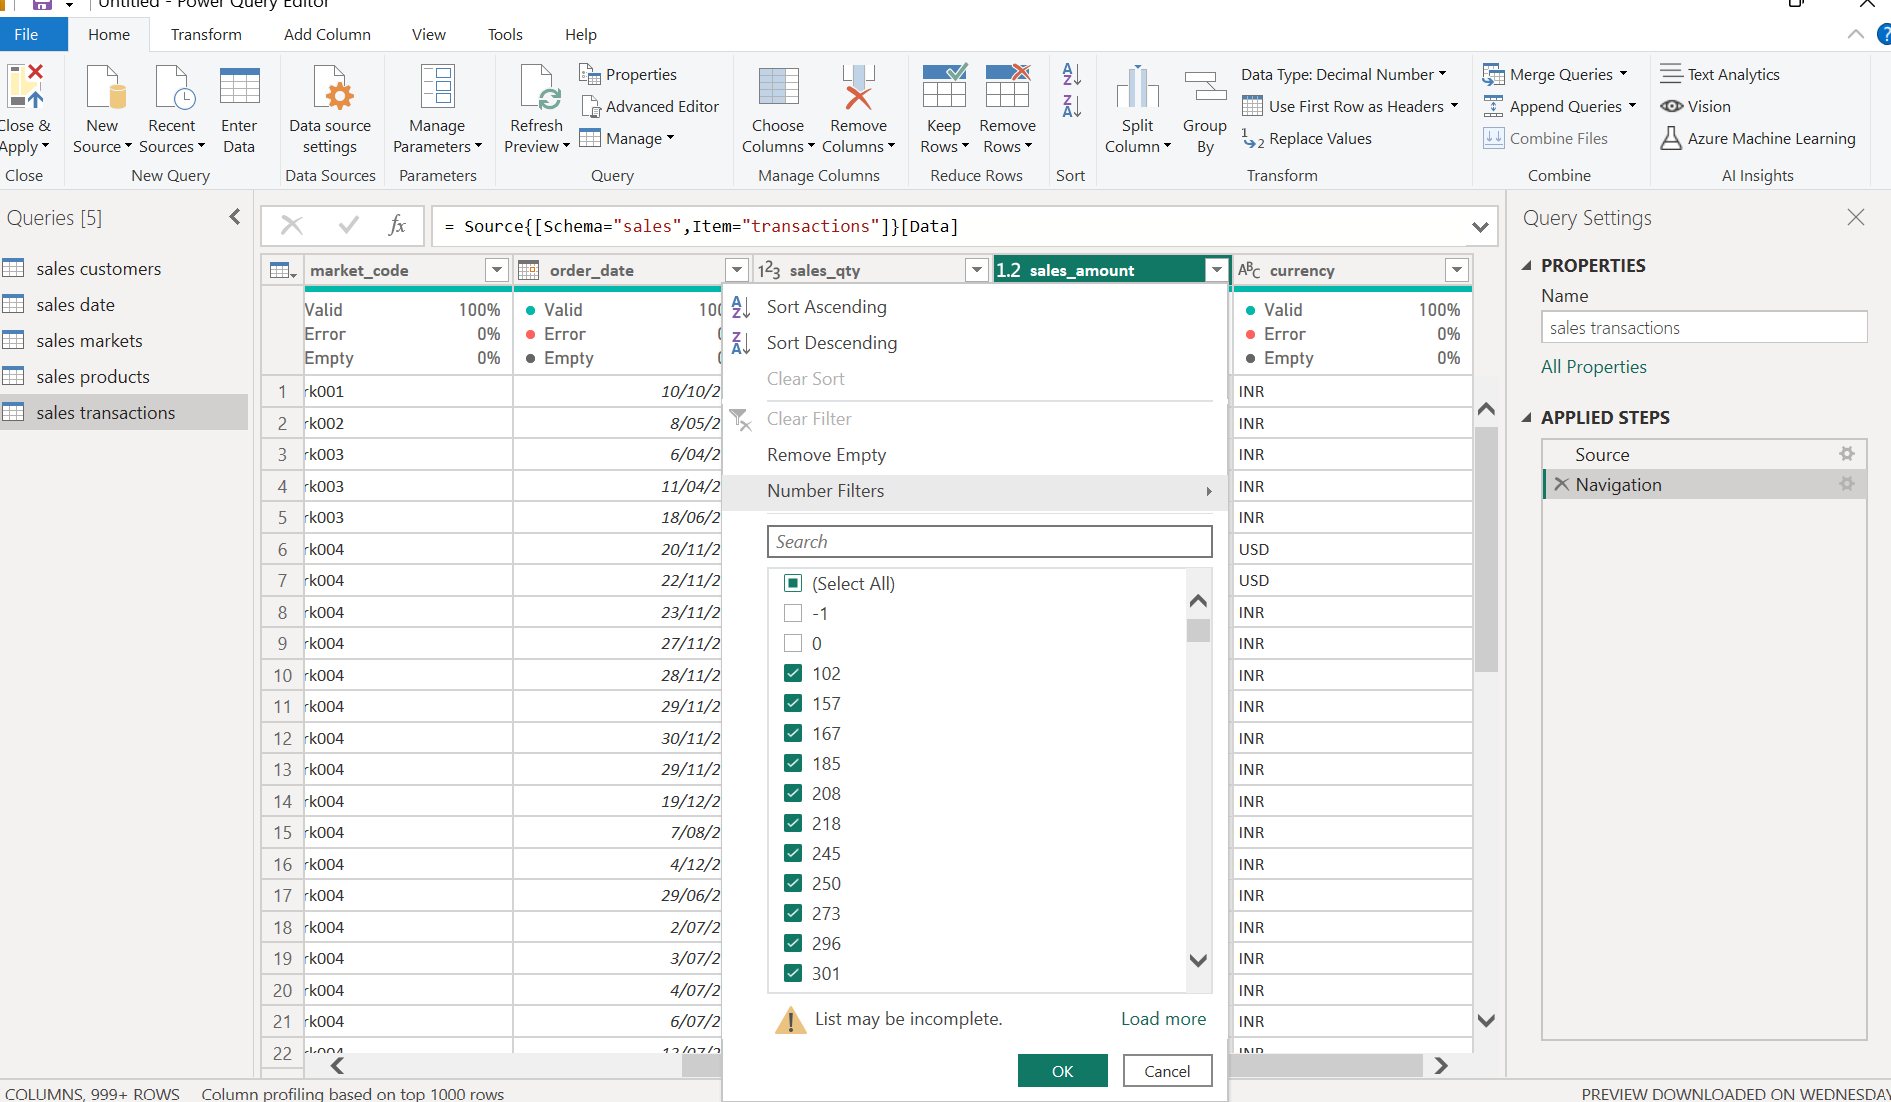 Untitled - Power Query Editor
File Home Transform Add Column View Tools Help
Close & Apply
Close
New Source
Recent Sources
Enter Data
New Query
Data source settings
Data Sources
Manage Parameters
Parameters
Refresh Preview
Properties
Advanced Editor
Manage
Query
Choose Columns
Remove Columns
Manage Columns
Keep Rows
Remove Rows
Reduce Rows
Sort
Split Column
Group By
Data Type: Decimal Number
Use First Row as Headers
Replace Values
Transform
Merge Queries
Append Queries
Combine Files
Combine
Text Analytics
Vision
Azure Machine Learning
AI Insights
Queries [5]
sales customers
sales date
sales markets
sales products
sales transactions
fx = Source{[Schema="sales",Item="transactions"]}[Data]
market_code order_date 123 sales_qty 1.2 sales_amount ABC currency
Valid 100% Valid 100 Valid 100%
Error 0% Error Error 0%
Empty 0% Empty Empty 0%
1 rk001 10/10/2 INR
2 rk002 8/05/2 INR
3 rk003 6/04/2 INR
4 rk003 11/04/2 INR
5 rk003 18/06/2 INR
6 rk004 20/11/2 USD
7 rk004 22/11/2 USD
8 rk004 23/11/2 INR
9 rk004 27/11/2 INR
10 rk004 28/11/2 INR
11 rk004 29/11/2 INR
12 rk004 30/11/2 INR
13 rk004 29/11/2 INR
14 rk004 19/12/2 INR
15 rk004 7/08/2 INR
16 rk004 4/12/2 INR
17 rk004 29/06/2 INR
18 rk004 2/07/2 INR
19 rk004 3/07/2 INR
20 rk004 4/07/2 INR
21 rk004 6/07/2 INR
22 rk004 12/07/2 INR
Sort Ascending
Sort Descending
Clear Sort
Clear Filter
Remove Empty
Number Filters
Search
(Select All)
-1
0
102
157
167
185
208
218
245
250
273
296
301
List may be incomplete. Load more
OK Cancel
Query Settings
PROPERTIES
Name
sales transactions
All Properties
APPLIED STEPS
Source
Navigation
COLUMNS, 999+ ROWS Column profiling based on top 1000 rows PREVIEW DOWNLOADED ON WEDNESDAY